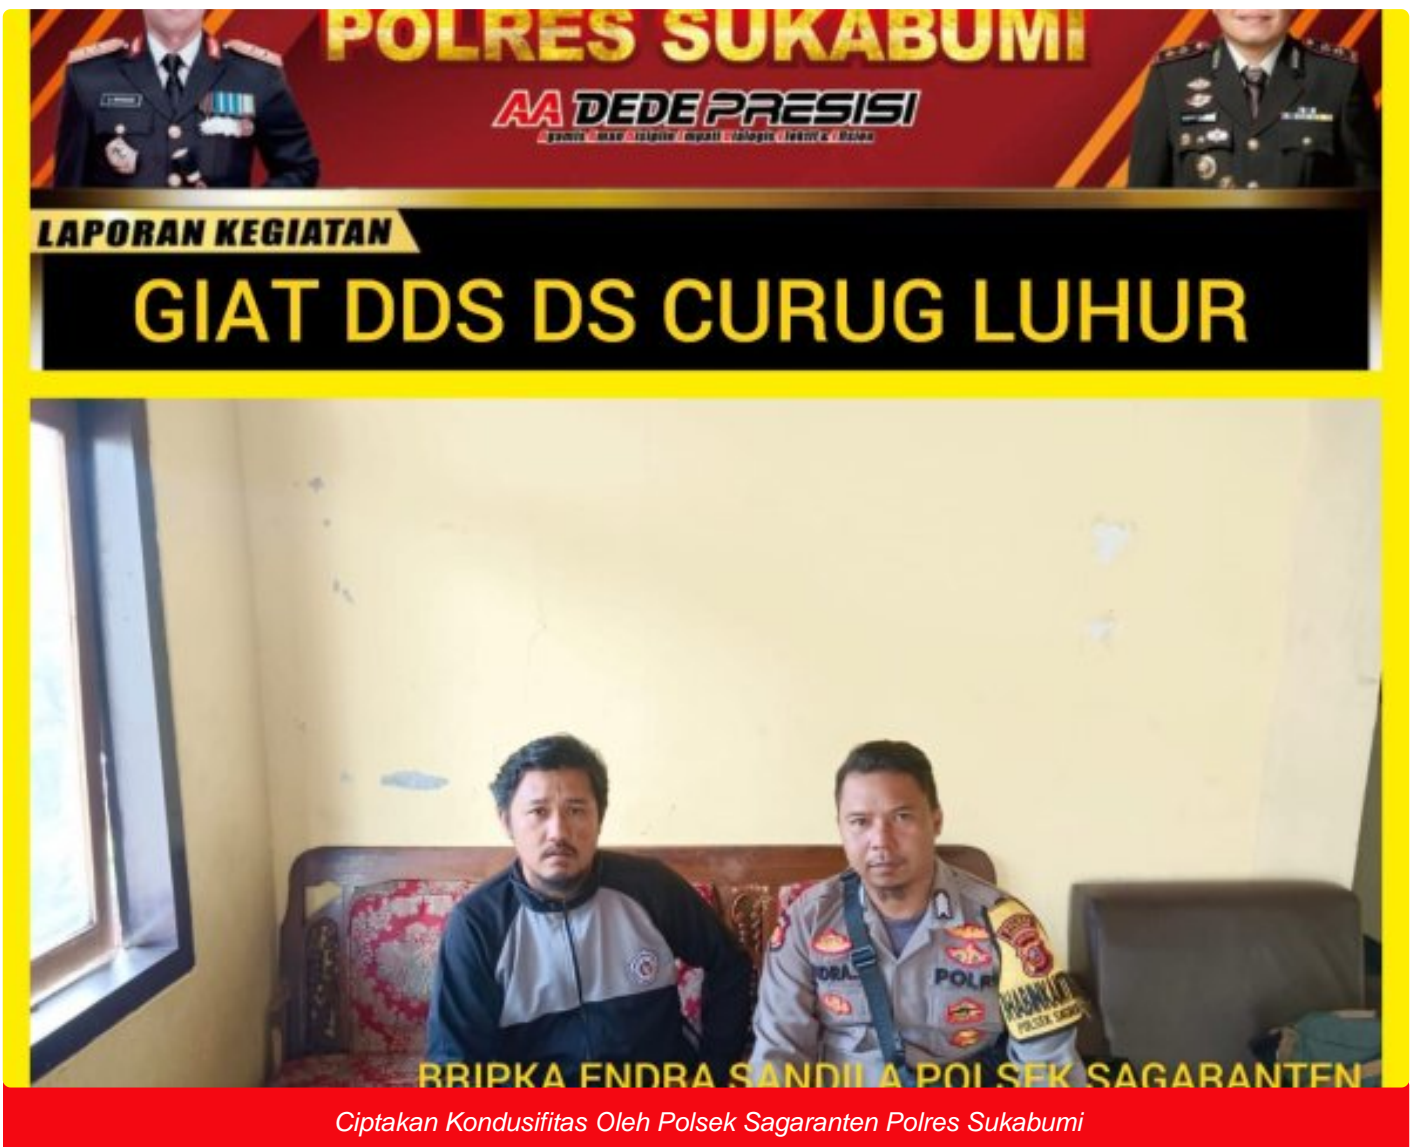 POLRES SUKABUMI
AA DEDE PRESISI
LAPORAN KEGIATAN
GIAT DDS DS CURUG LUHUR
POLRI
POLSEK
BRIPKA ENDRA SANDILA POLSEK SAGARANTEN
Ciptakan Kondusifitas Oleh Polsek Sagaranten Polres Sukabumi